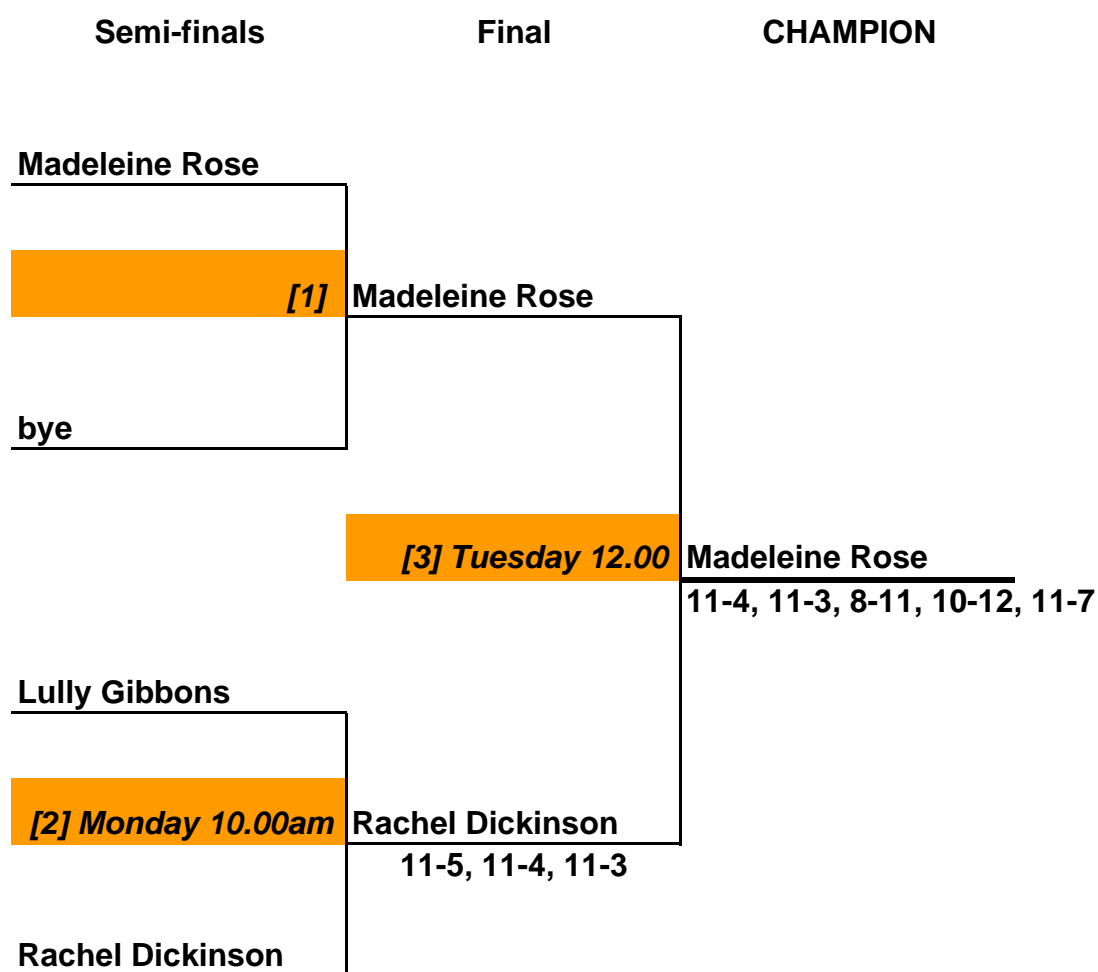 Semi-finals Final CHAMPION
Madeleine Rose
[1] Madeleine Rose
bye
[3] Tuesday 12.00 Madeleine Rose
11-4, 11-3, 8-11, 10-12, 11-7
Lully Gibbons
[2] Monday 10.00am Rachel Dickinson
11-5, 11-4, 11-3
Rachel Dickinson